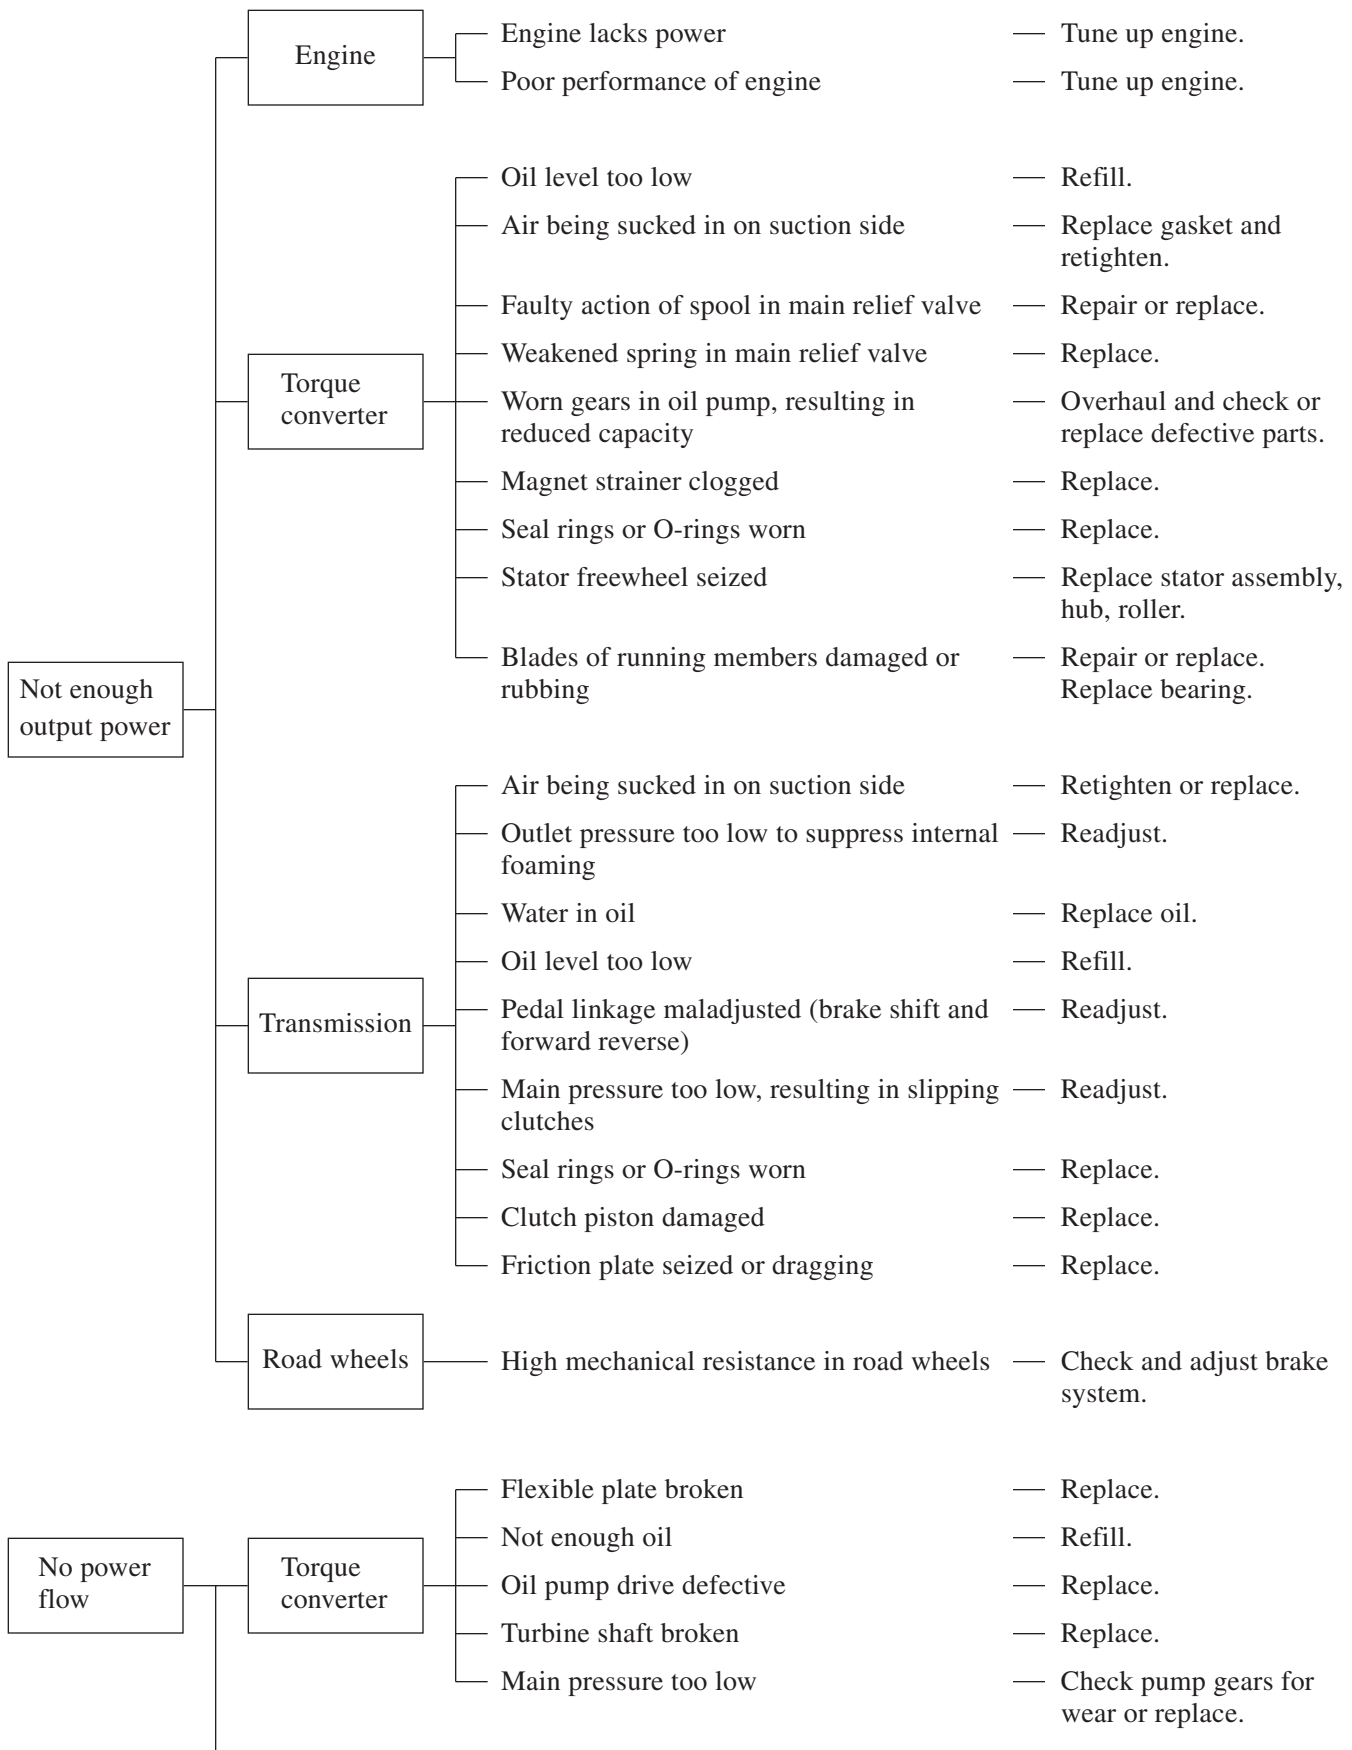 Engine
Engine lacks power — Tune up engine.
Poor performance of engine — Tune up engine.
Oil level too low — Refill.
Air being sucked in on suction side — Replace gasket and
retighten.
Faulty action of spool in main relief valve — Repair or replace.
Weakened spring in main relief valve — Replace.
Torque
converter
Worn gears in oil pump, resulting in — Overhaul and check or
reduced capacity replace defective parts.
Magnet strainer clogged — Replace.
Seal rings or O-rings worn — Replace.
Stator freewheel seized — Replace stator assembly,
hub, roller.
Blades of running members damaged or — Repair or replace.
rubbing Replace bearing.
Not enough
output power
Air being sucked in on suction side — Retighten or replace.
Outlet pressure too low to suppress internal — Readjust.
foaming
Water in oil — Replace oil.
Oil level too low — Refill.
Transmission
Pedal linkage maladjusted (brake shift and — Readjust.
forward reverse)
Main pressure too low, resulting in slipping — Readjust.
clutches
Seal rings or O-rings worn — Replace.
Clutch piston damaged — Replace.
Friction plate seized or dragging — Replace.
Road wheels
High mechanical resistance in road wheels — Check and adjust brake
system.
No power
flow
Torque
converter
Flexible plate broken — Replace.
Not enough oil — Refill.
Oil pump drive defective — Replace.
Turbine shaft broken — Replace.
Main pressure too low — Check pump gears for
wear or replace.